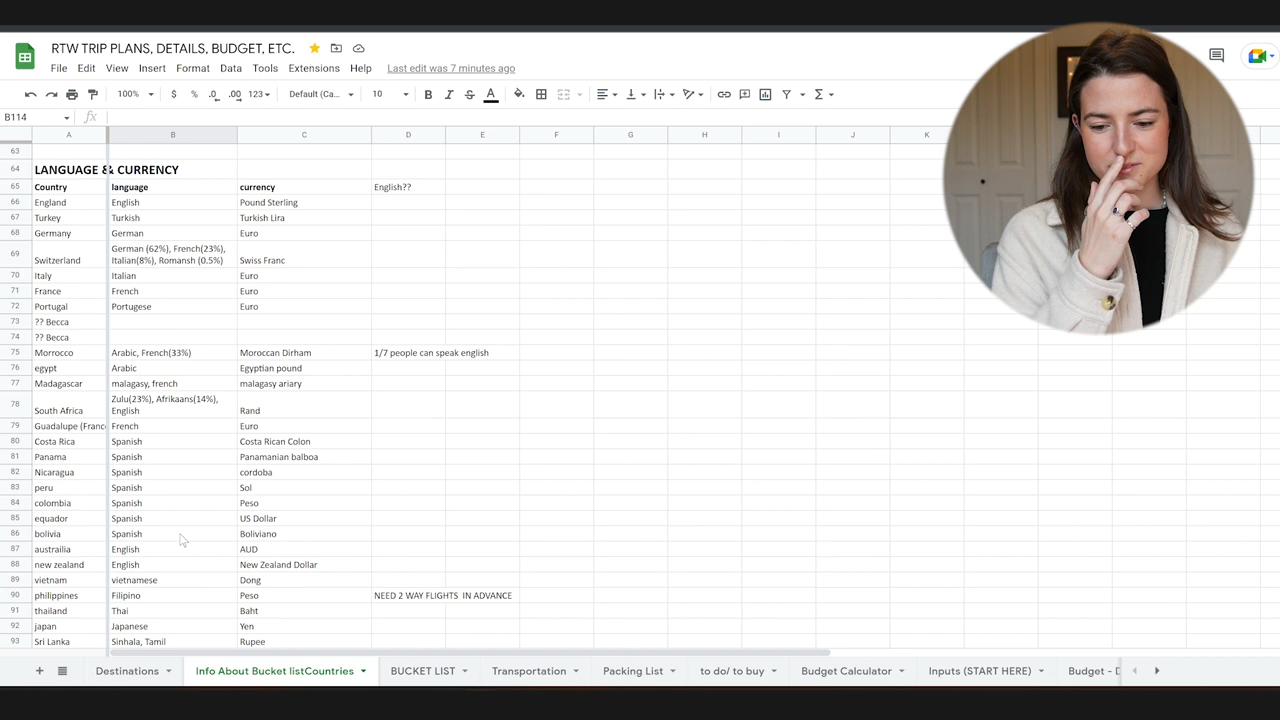 RTW TRIP PLANS, DETAILS, BUDGET, ETC.
File Edit View Insert Format Data Tools Extensions Help Last edit was 7 minutes ago
100% $ % .0 .00 123 Default (Ca... 10 B I S A
B114 fx
A B C D E F G H I J K
63
64 LANGUAGE & CURRENCY
65 Country language currency English??
66 England English Pound Sterling
67 Turkey Turkish Turkish Lira
68 Germany German Euro
German (62%), French(23%),
69 Switzerland Italian(8%), Romansh (0.5%) Swiss Franc
70 Italy Italian Euro
71 France French Euro
72 Portugal Portugese Euro
73 ?? Becca
74 ?? Becca
75 Morrocco Arabic, French(33%) Moroccan Dirham 1/7 people can speak english
76 egypt Arabic Egyptian pound
77 Madagascar malagasy, french malagasy ariary
Zulu(23%), Afrikaans(14%),
78 South Africa English Rand
79 Guadalupe (Franc French Euro
80 Costa Rica Spanish Costa Rican Colon
81 Panama Spanish Panamanian balboa
82 Nicaragua Spanish cordoba
83 peru Spanish Sol
84 colombia Spanish Peso
85 equador Spanish US Dollar
86 bolivia Spanish Boliviano
87 austrailia English AUD
88 new zealand English New Zealand Dollar
89 vietnam vietnamese Dong
90 philippines Filipino Peso NEED 2 WAY FLIGHTS IN ADVANCE
91 thailand Thai Baht
92 japan Japanese Yen
93 Sri Lanka Sinhala, Tamil Rupee
Destinations Info About Bucket listCountries BUCKET LIST Transportation Packing List to do/ to buy Budget Calculator Inputs (START HERE) Budget - D